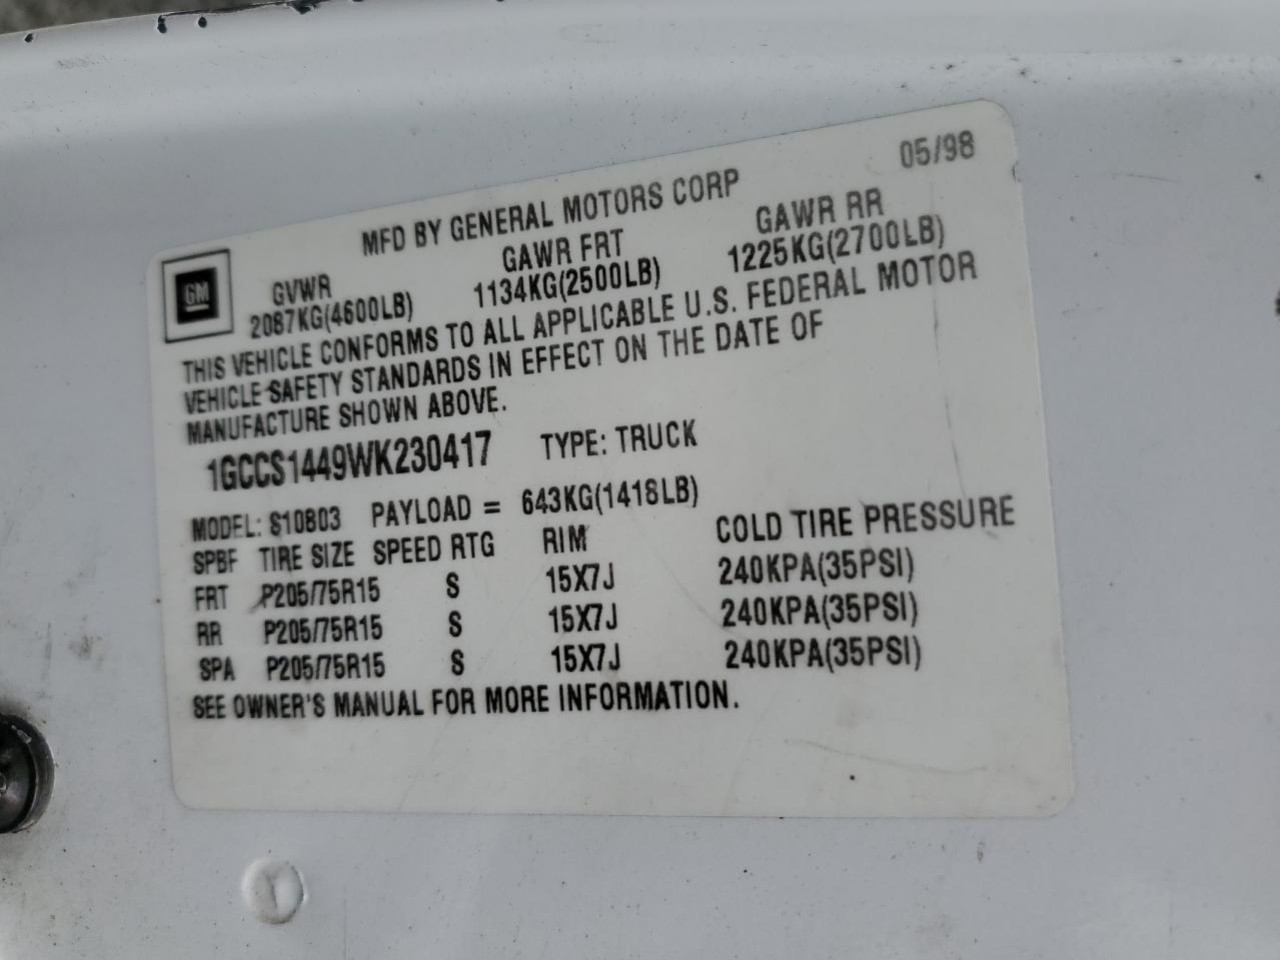 05/98
MFD BY GENERAL MOTORS CORP
GM
GVWR GAWR FRT GAWR RR
2087KG(4600LB) 1134KG(2500LB) 1225KG(2700LB)
THIS VEHICLE CONFORMS TO ALL APPLICABLE U.S. FEDERAL MOTOR
VEHICLE SAFETY STANDARDS IN EFFECT ON THE DATE OF
MANUFACTURE SHOWN ABOVE.
1GCCS1449WK230417 TYPE: TRUCK
MODEL: S10803 PAYLOAD = 643KG(1418LB)
SPBF TIRE SIZE SPEED RTG RIM COLD TIRE PRESSURE
FRT P205/75R15 S 15X7J 240KPA(35PSI)
RR P205/75R15 S 15X7J 240KPA(35PSI)
SPA P205/75R15 S 15X7J 240KPA(35PSI)
SEE OWNER'S MANUAL FOR MORE INFORMATION.